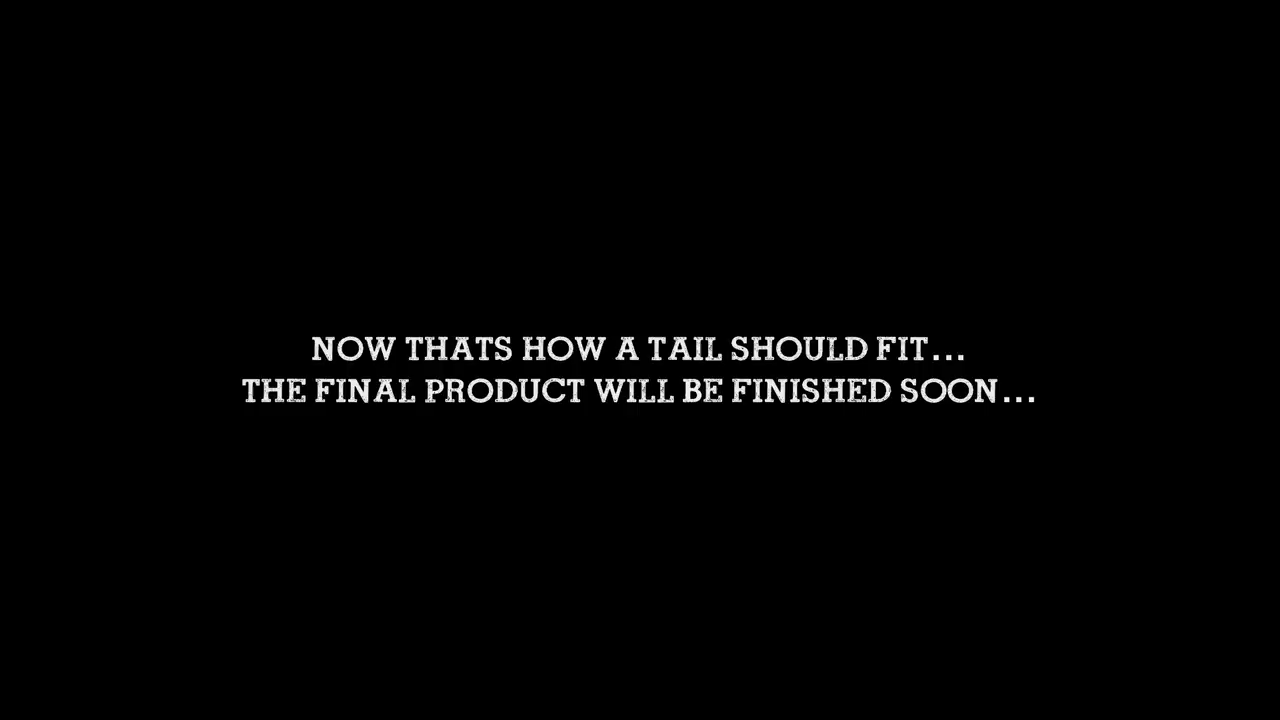 NOW THATS HOW A TAIL SHOULD FIT...
THE FINAL PRODUCT WILL BE FINISHED SOON...